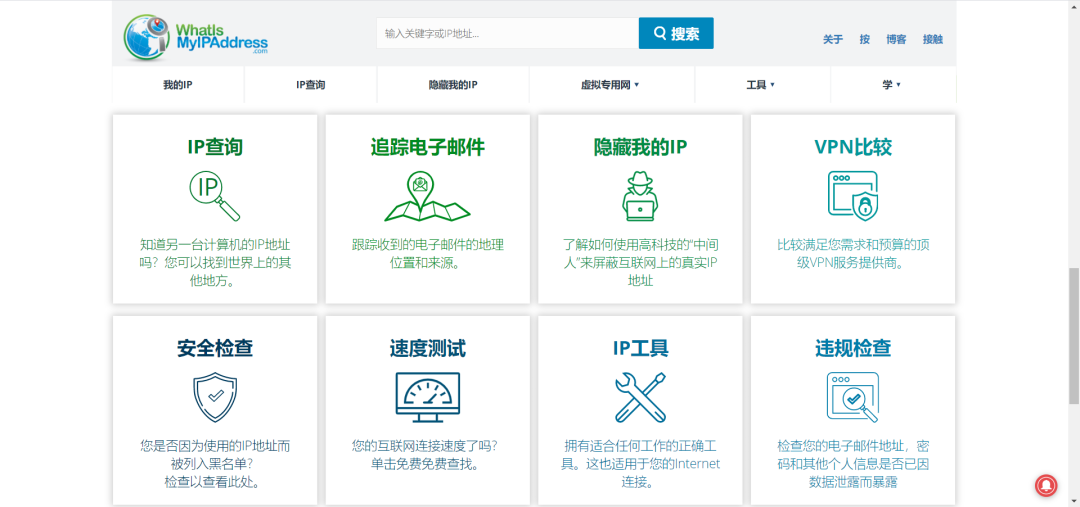 WhatIs
MyIPAddress
.com
输入关键字或IP地址...
搜索
关于 按 博客 接触
我的IP IP查询 隐藏我的IP 虚拟专用网 ▼ 工具 ▼ 学 ▼
IP查询
IP
知道另一台计算机的IP地址
吗？您可以找到世界上的其
他地方。
追踪电子邮件
跟踪收到的电子邮件的地理
位置和来源。
隐藏我的IP
了解如何使用高科技的“中间
人”来屏蔽互联网上的真实IP
地址
VPN比较
比较满足您需求和预算的顶
级VPN服务提供商。
安全检查
您是否因为使用的IP地址而
被列入黑名单？
检查以查看此处。
速度测试
您的互联网连接速度了吗？
单击免费免费查找。
IP工具
拥有适合任何工作的正确工
具。这也适用于您的Internet
连接。
违规检查
检查您的电子邮件地址，密
码和其他个人信息是否已因
数据泄露而暴露